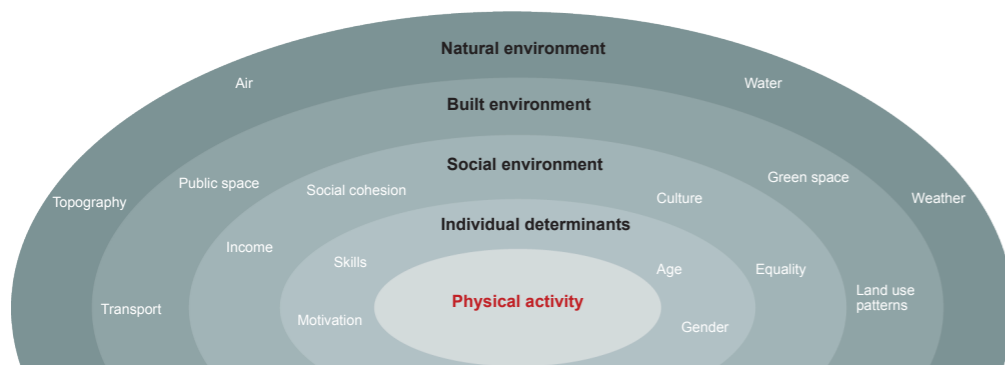 Natural environment
Air
Water
Built environment
Social environment
Public space
Social cohesion
Green space
Topography
Culture
Weather
Individual determinants
Income
Skills
Age
Equality
Physical activity
Transport
Motivation
Gender
Land use
patterns